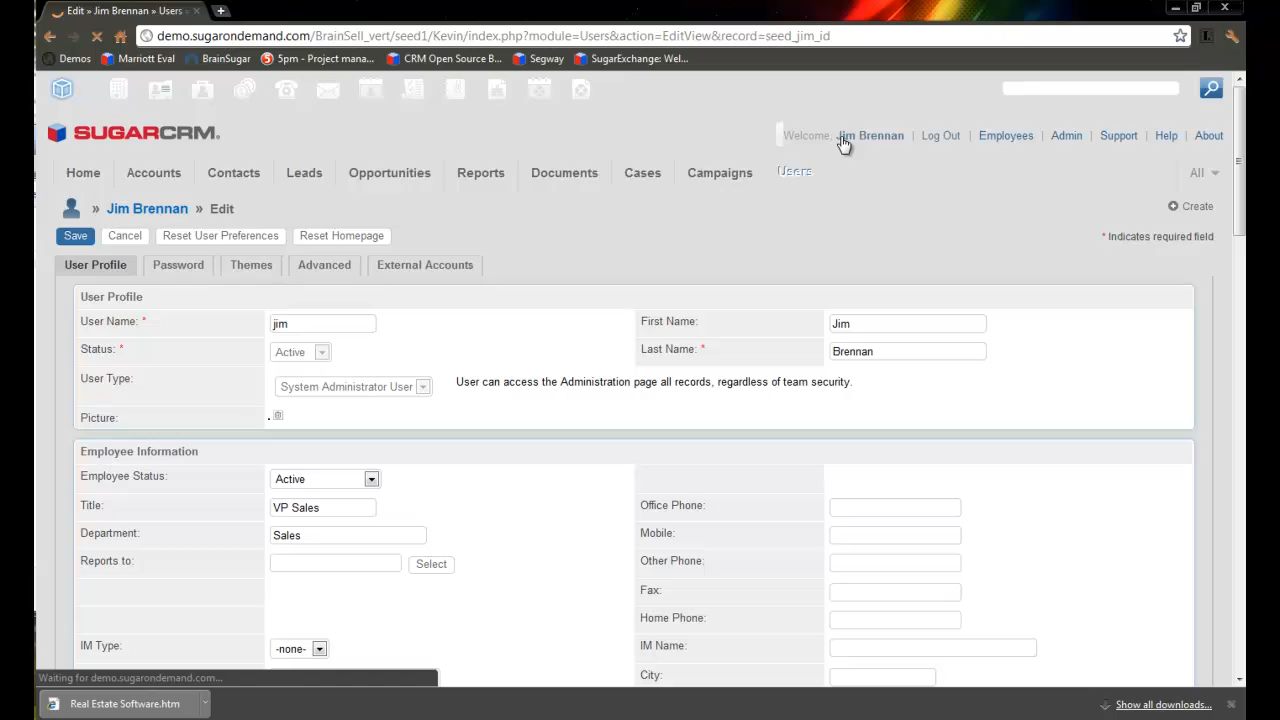 Edit » Jim Brennan » Users
demo.sugarondemand.com/BrainSell_vert/seed1/Kevin/index.php?module=Users&action=EditView&record=seed_jim_id
Demos Marriott Eval BrainSugar 5pm - Project mana... CRM Open Source B... Segway SugarExchange: Wel...
SUGARCRM.
Welcome, Jim Brennan | Log Out | Employees | Admin | Support | Help | About
Home Accounts Contacts Leads Opportunities Reports Documents Cases Campaigns Users All
» Jim Brennan » Edit
Create
Save Cancel Reset User Preferences Reset Homepage
* Indicates required field
User Profile Password Themes Advanced External Accounts
User Profile
User Name: * jim First Name: Jim
Status: * Active Last Name: * Brennan
User Type: System Administrator User User can access the Administration page all records, regardless of team security.
Picture: .
Employee Information
Employee Status: Active
Title: VP Sales Office Phone:
Department: Sales Mobile:
Reports to: Select Other Phone:
Fax:
Home Phone:
IM Type: -none- IM Name:
City:
Waiting for demo.sugarondemand.com...
Real Estate Software.htm Show all downloads...